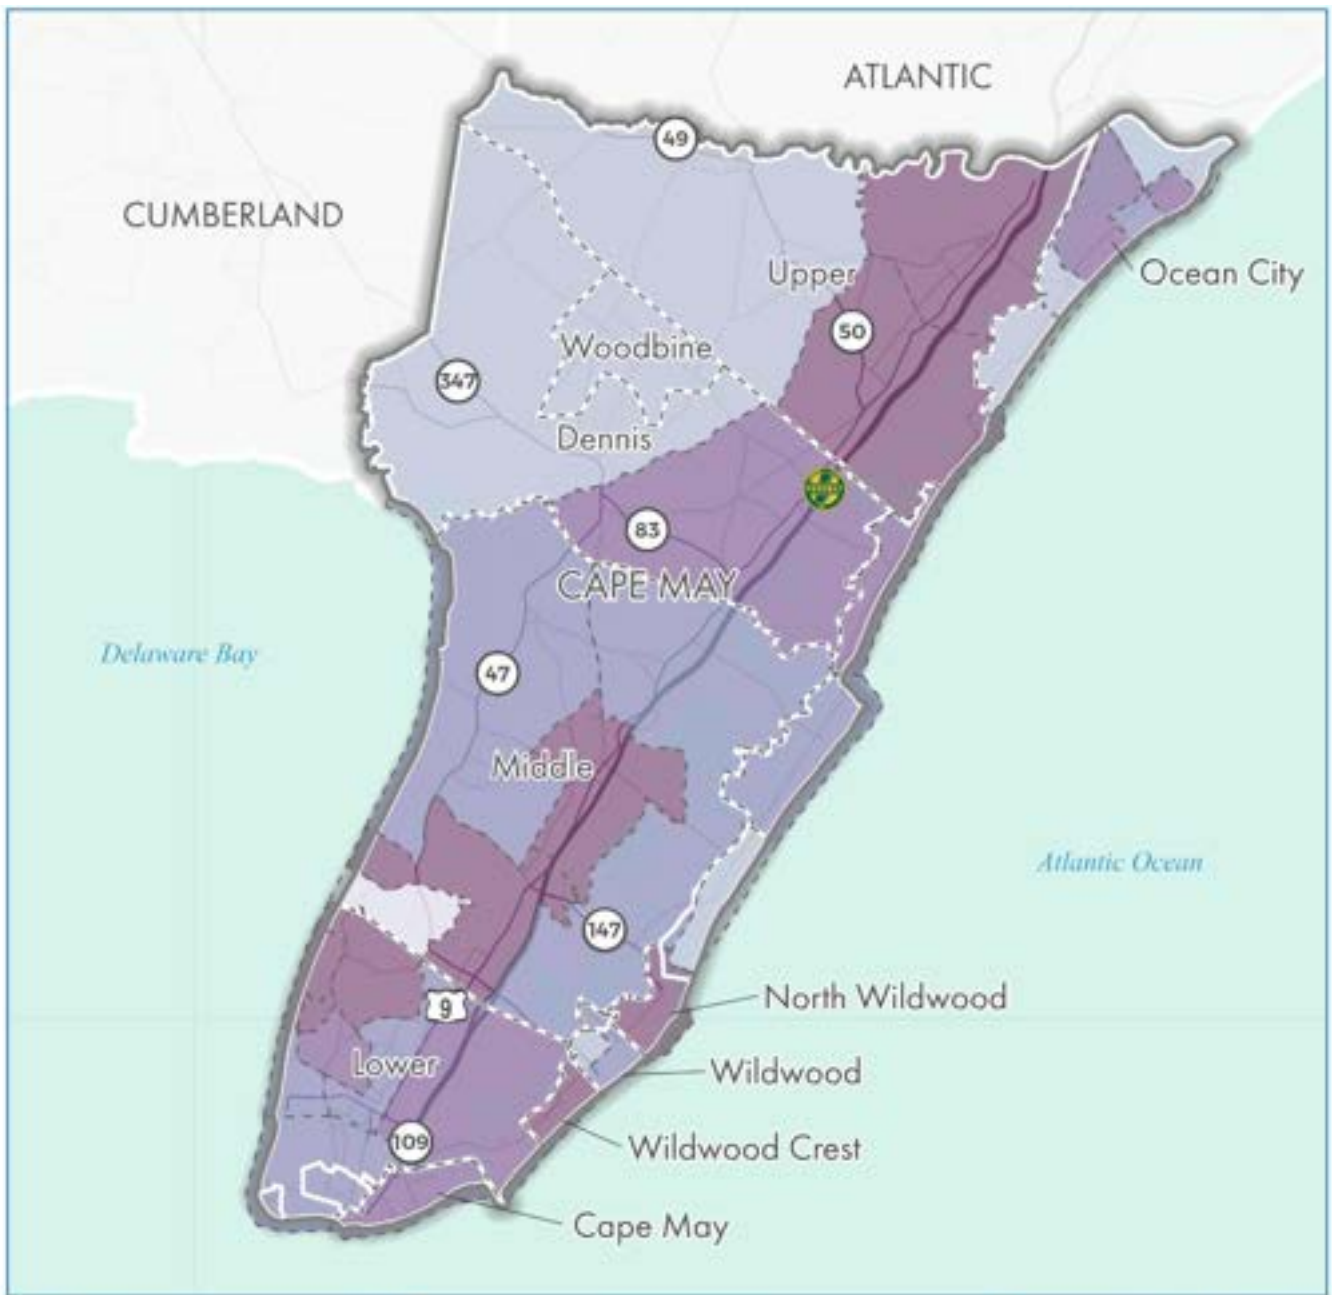 ATLANTIC
49
CUMBERLAND
Upper
Ocean City
50
Woodbine
347
Dennis
83
CAPE MAY
Delaware Bay
47
Middle
Atlantic Ocean
147
North Wildwood
9
Lower
Wildwood
109
Wildwood Crest
Cape May